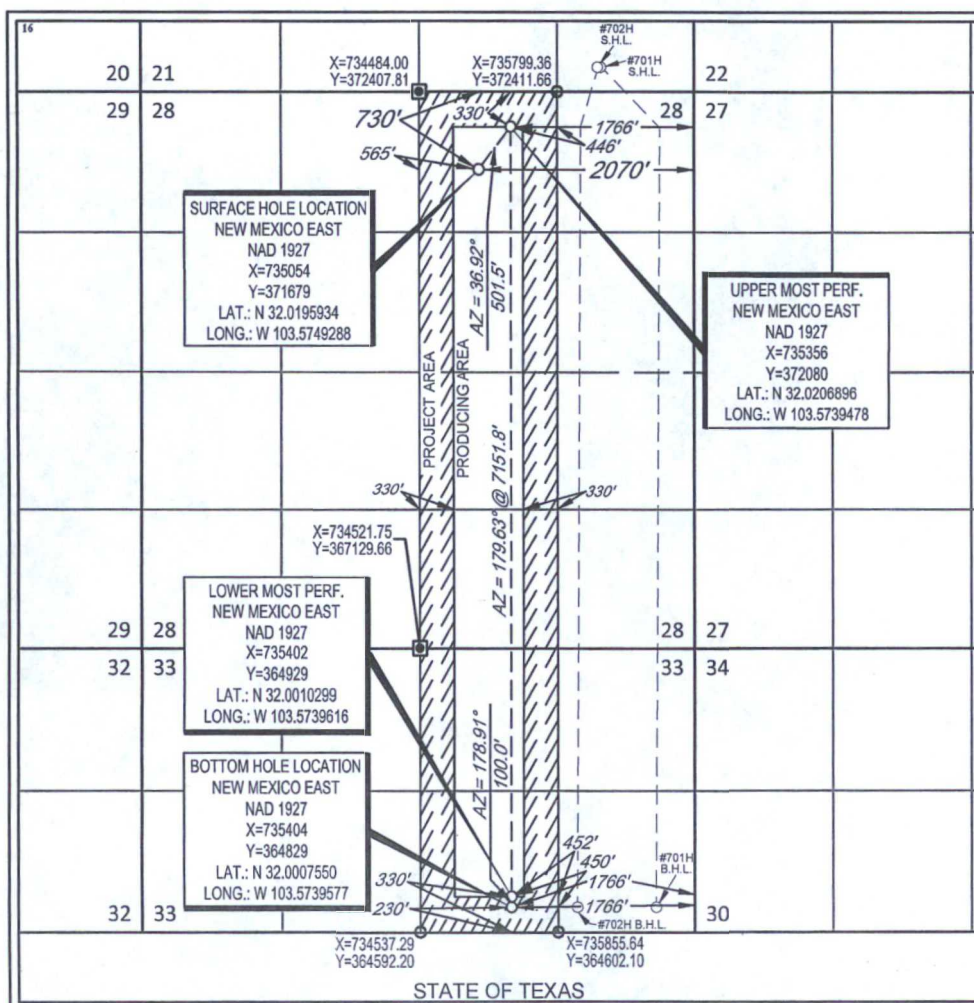 16
#702H
S.H.L.
#701H
S.H.L.
X=734484.00
Y=372407.81
X=735799.36
Y=372411.66
20 21
22
29 28
28 27
730'
330'
1766'
446'
565'
2070'
SURFACE HOLE LOCATION
NEW MEXICO EAST
NAD 1927
X=735054
Y=371679
LAT.: N 32.0195934
LONG.: W 103.5749288
AZ = 36.92°
501.5'
UPPER MOST PERF.
NEW MEXICO EAST
NAD 1927
X=735356
Y=372080
LAT.: N 32.0206896
LONG.: W 103.5739478
PROJECT AREA
PRODUCING AREA
AZ = 179.63° @ 7151.8'
330'
330'
X=734521.75
Y=367129.66
LOWER MOST PERF.
NEW MEXICO EAST
NAD 1927
X=735402
Y=364929
LAT.: N 32.0010299
LONG.: W 103.5739616
29 28
28 27
32 33
33 34
BOTTOM HOLE LOCATION
NEW MEXICO EAST
NAD 1927
X=735404
Y=364829
LAT.: N 32.0007550
LONG.: W 103.5739577
AZ = 178.91°
100.0'
452'
450'
#701H
B.H.L.
330'
1766'
230'
1766'
32 33
30
#702H B.H.L.
X=734537.29
Y=364592.20
X=735855.64
Y=364602.10
STATE OF TEXAS